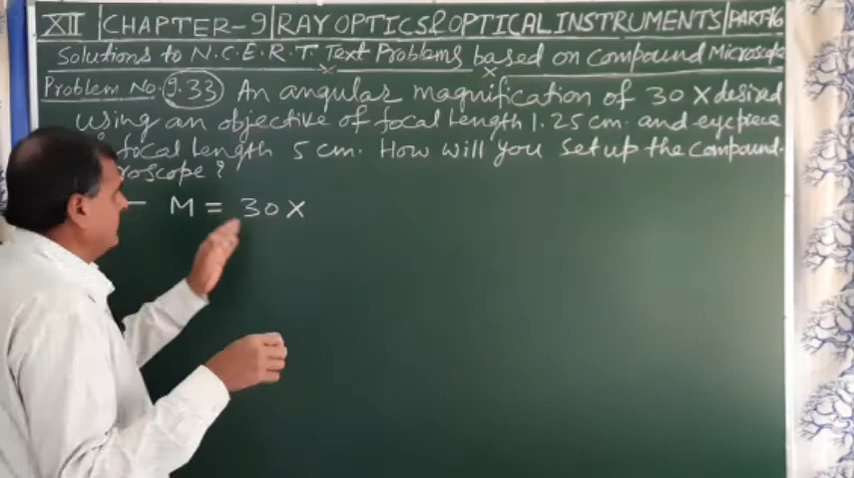 XII | CHAPTER-9 | RAY OPTICS & OPTICAL INSTRUMENTS | PART-16
Solutions to N.C.E.R.T. Text Problems based on Compound Microscope
Problem No. 9.33 An angular magnification of 30 X desired
using an objective of focal length 1.25 cm. and eyepiece
focal length 5 cm. How will you set up the compound.
roscope ?
- M = 30 X